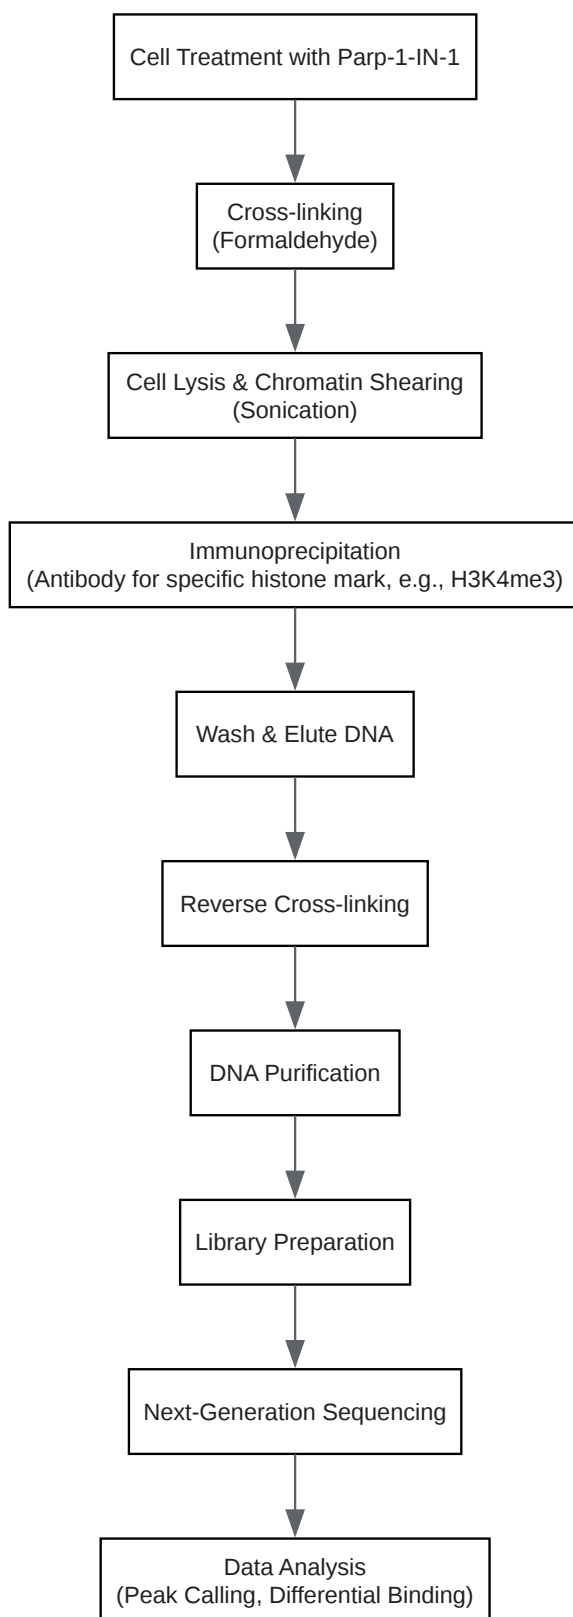 Cell Treatment with Parp-1-IN-1
Cross-linking
(Formaldehyde)
Cell Lysis & Chromatin Shearing
(Sonication)
Immunoprecipitation
(Antibody for specific histone mark, e.g., H3K4me3)
Wash & Elute DNA
Reverse Cross-linking
DNA Purification
Library Preparation
Next-Generation Sequencing
Data Analysis
(Peak Calling, Differential Binding)